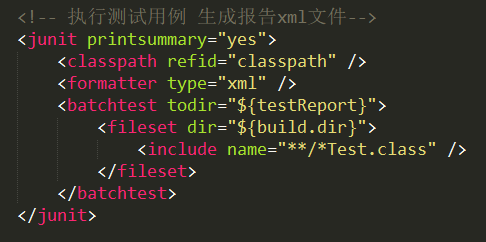 <!-- 执行测试用例 生成报告xml文件-->
<junit printsummary="yes">
    <classpath refid="classpath" />
    <formatter type="xml" />
    <batchtest todir="${testReport}">
        <fileset dir="${build.dir}">
            <include name="**/*Test.class" />
        </fileset>
    </batchtest>
</junit>